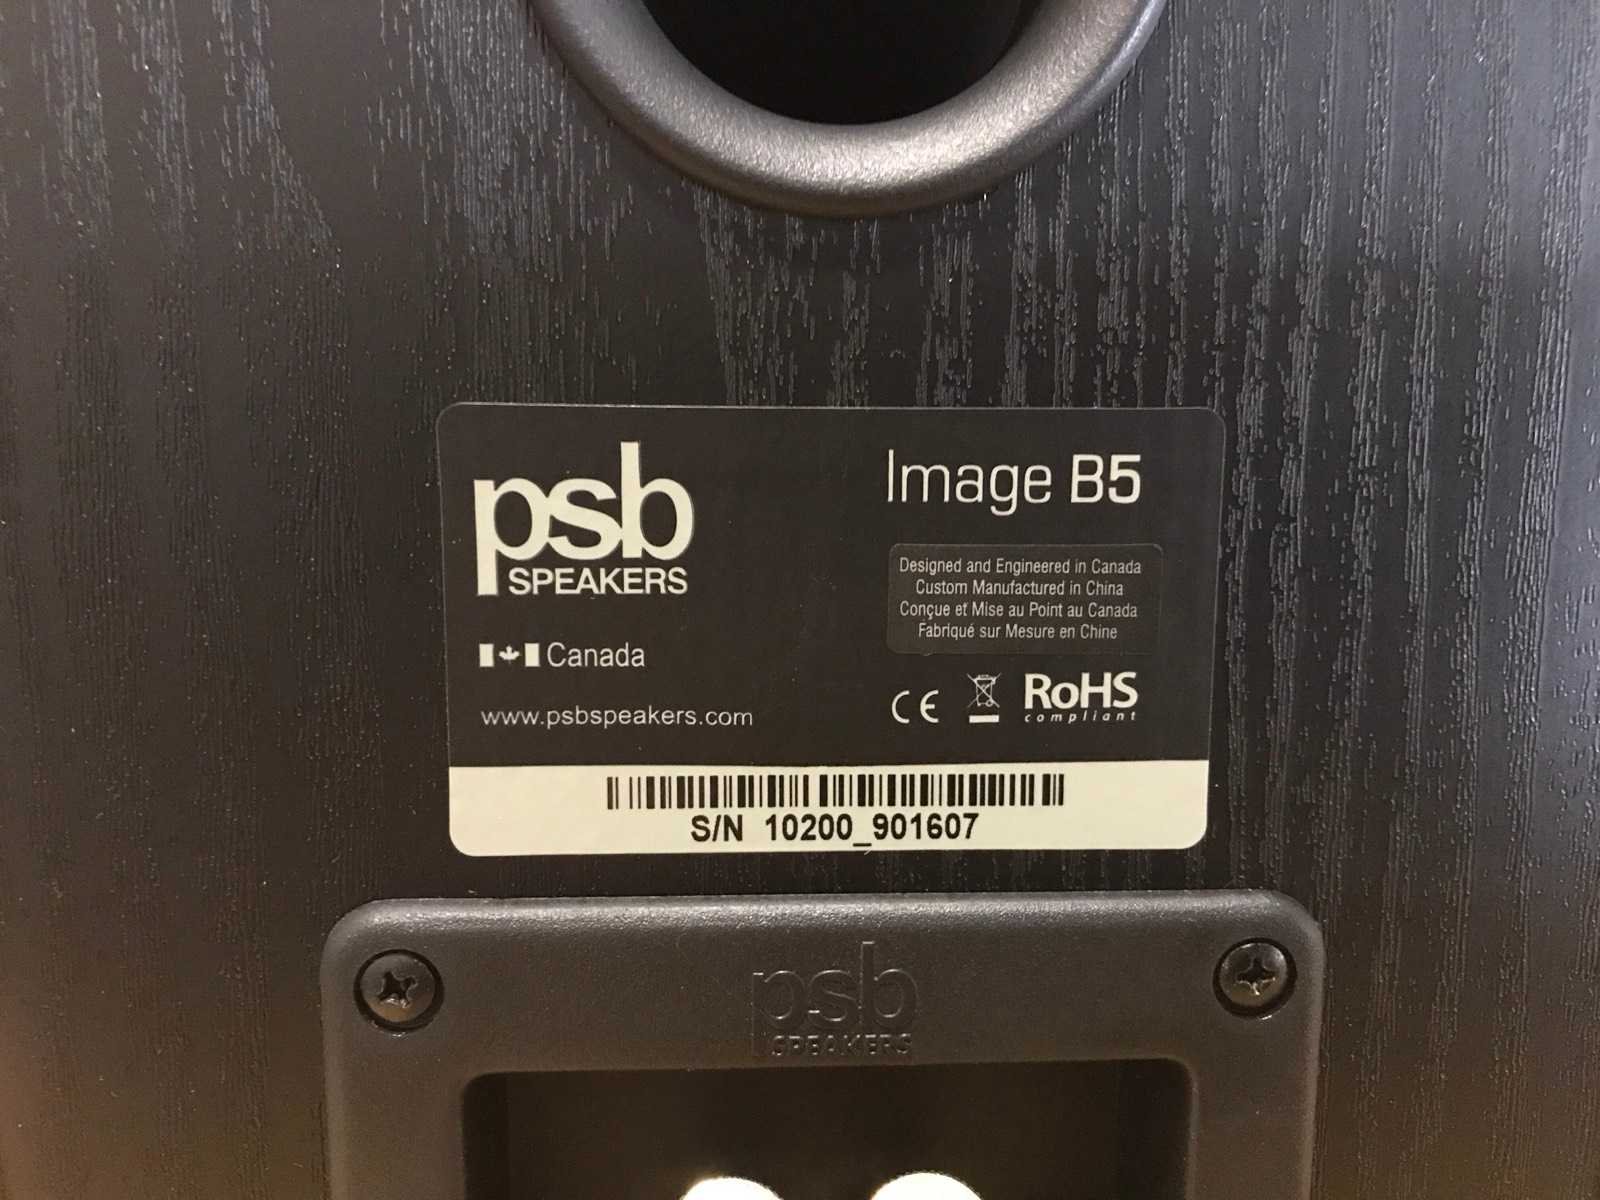 psb
SPEAKERS
Canada
www.psbspeakers.com
Image B5
Designed and Engineered in Canada
Custom Manufactured in China
Conçue et Mise au Point au Canada
Fabriqué sur Mesure en Chine
CE
RoHS
compliant
S/N 10200_901607
psb
SPEAKERS